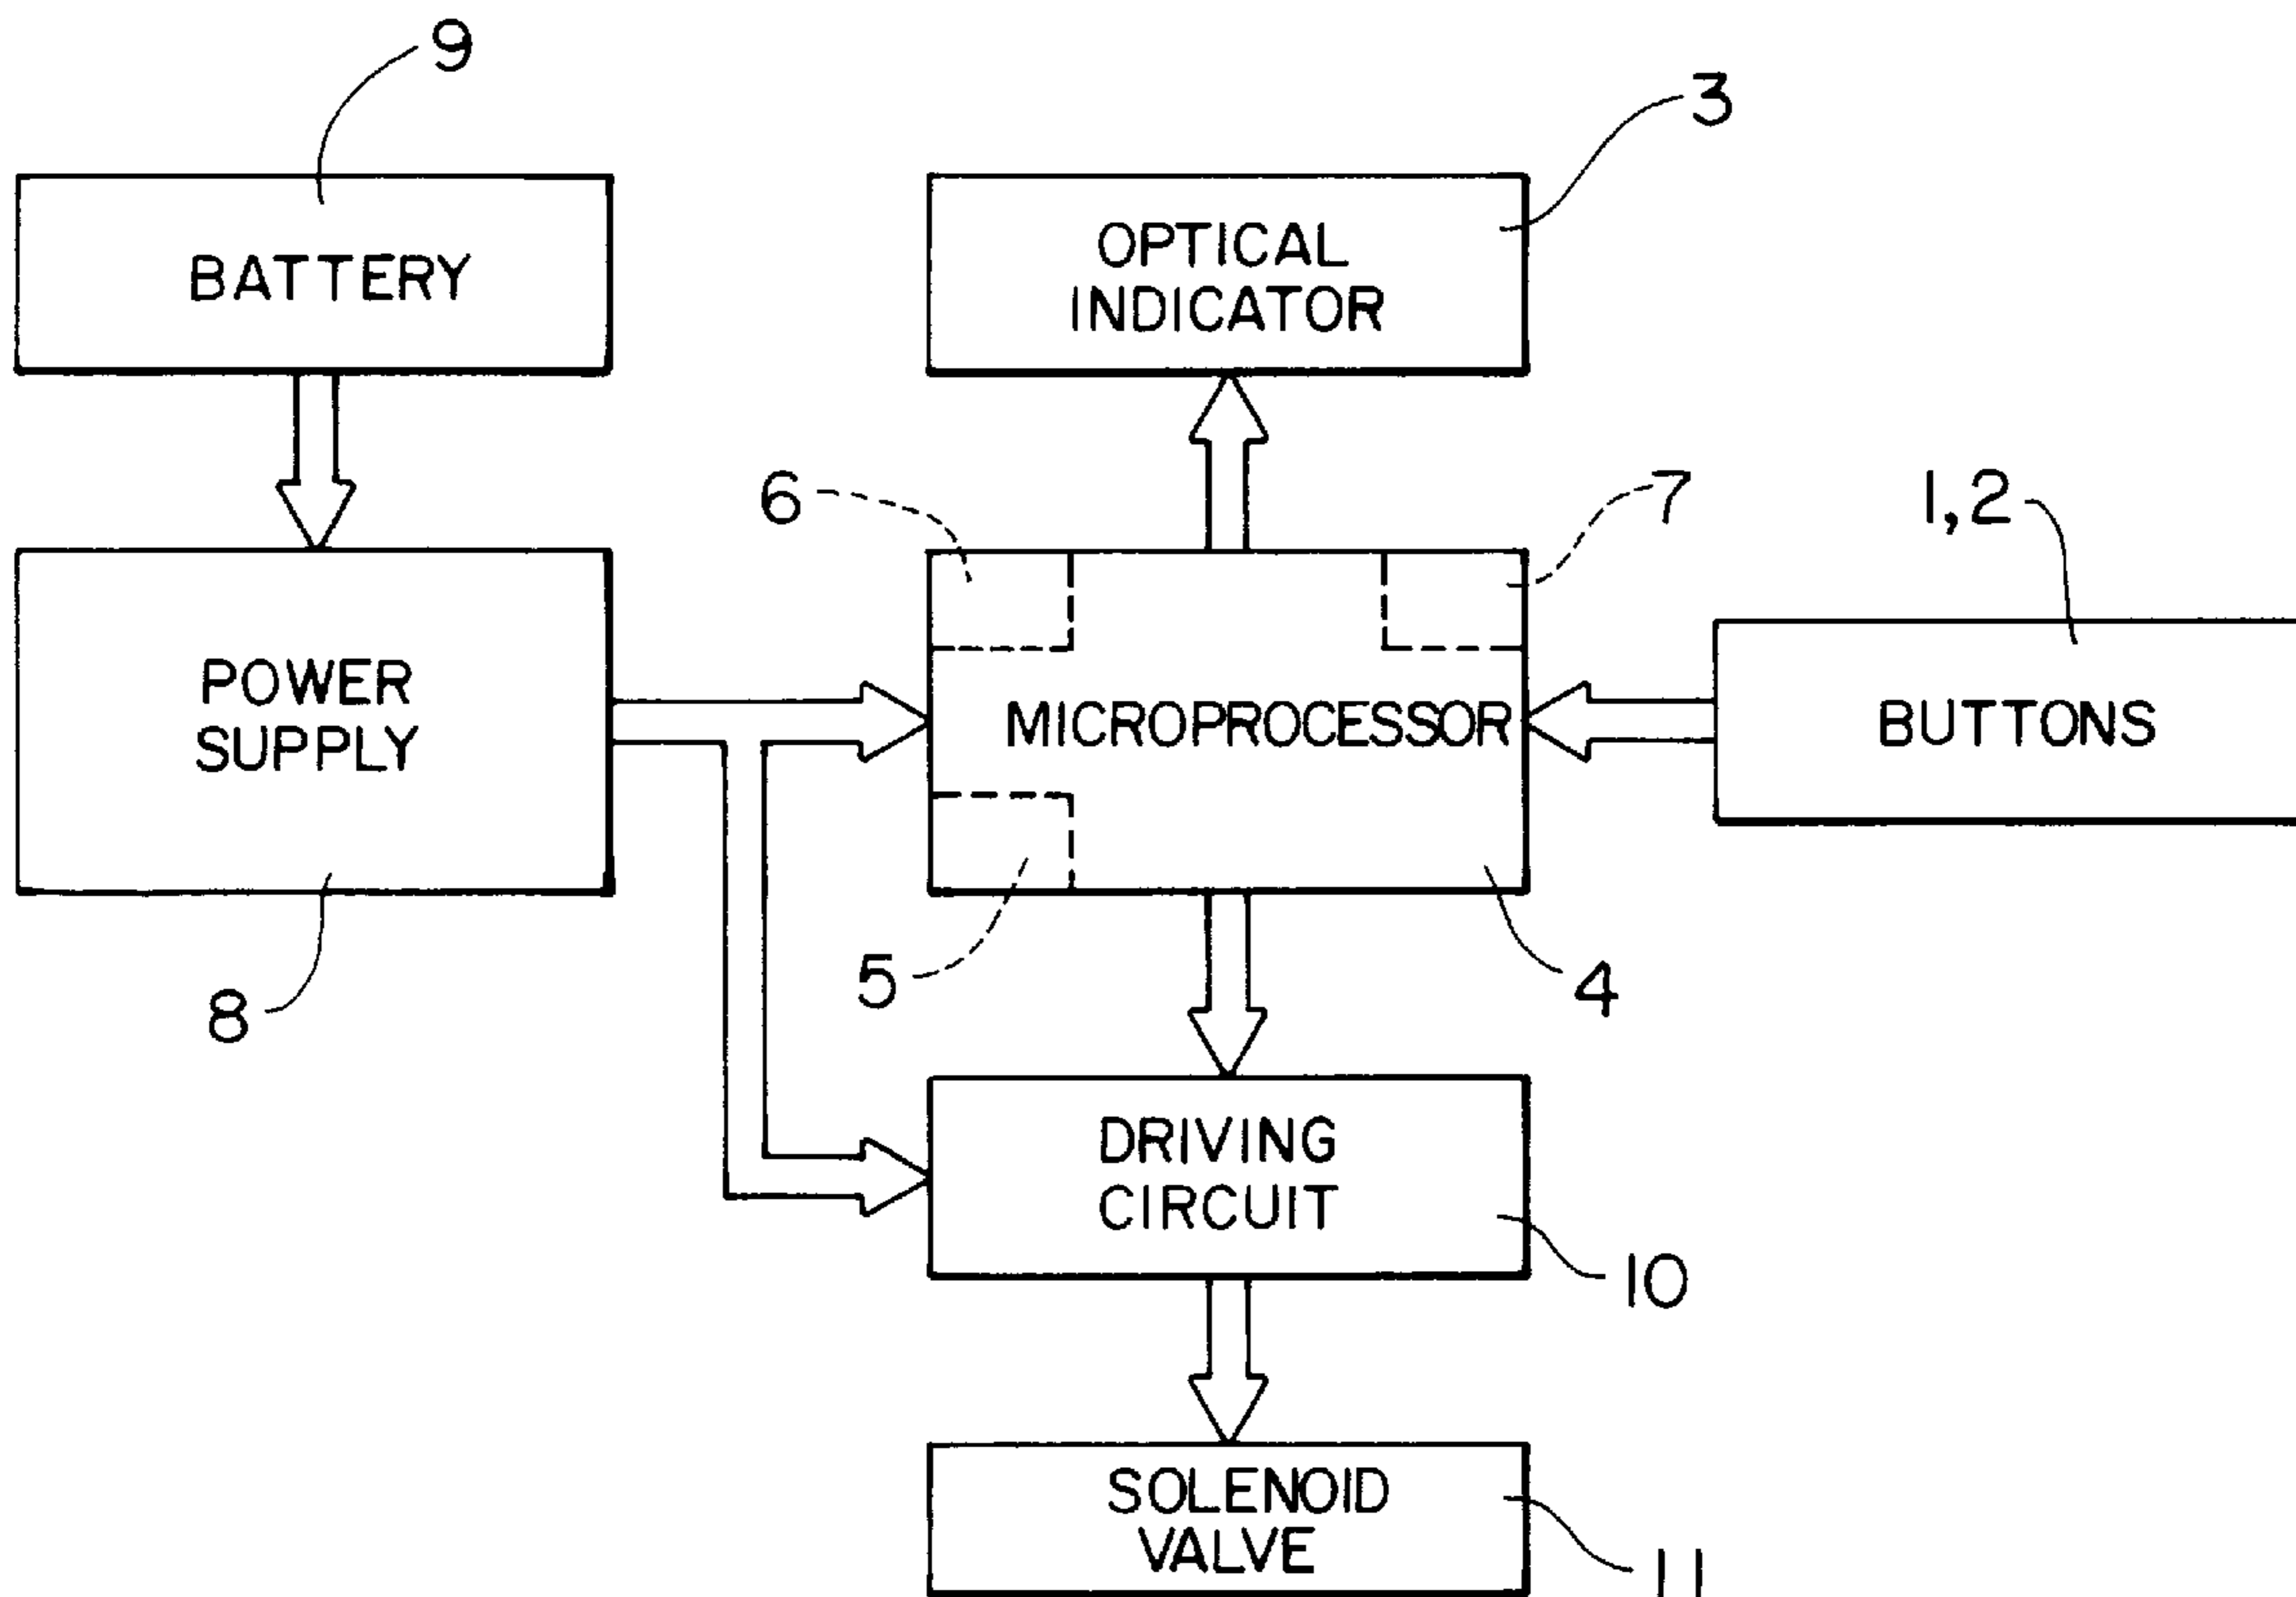 9
3
BATTERY
OPTICAL
INDICATOR
6
7
1,2
POWER
SUPPLY
MICROPROCESSOR
BUTTONS
5
4
8
DRIVING
CIRCUIT
10
SOLENOID
VALVE
11